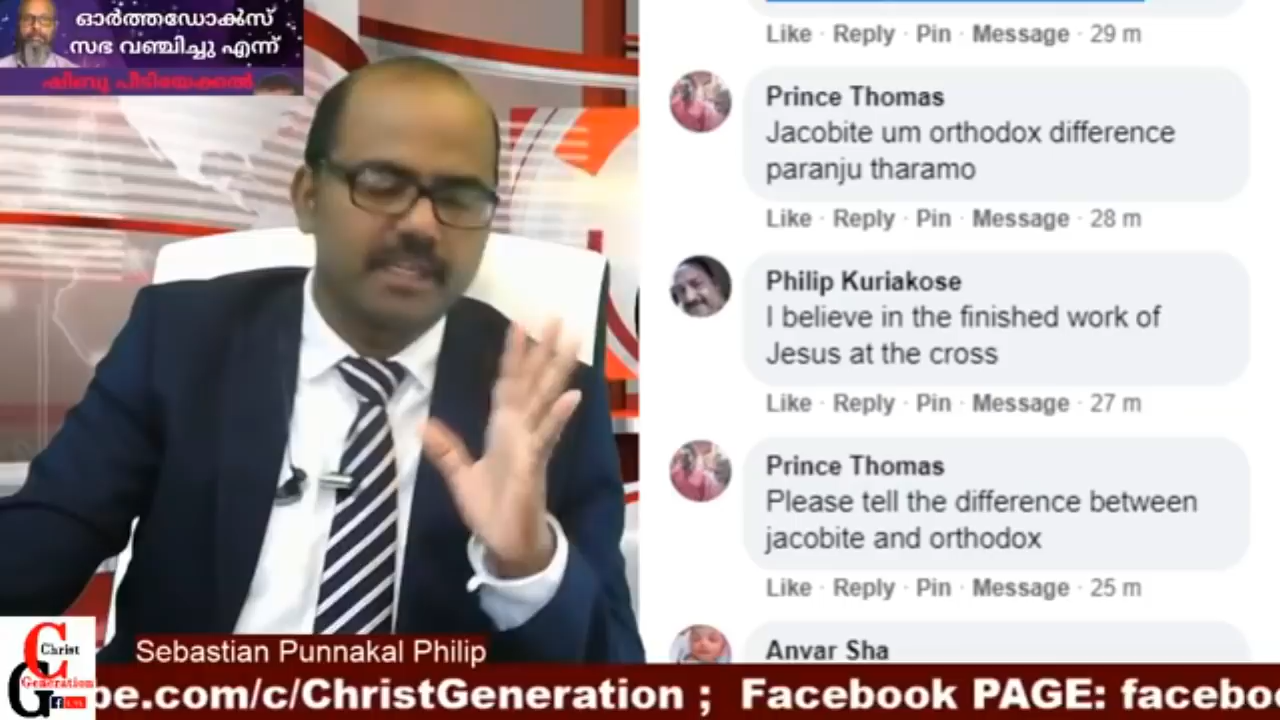 ഓർത്തഡോക്സ്
സഭ വഞ്ചിച്ചു എന്ന്
ഷിബു പീടിയേക്കൽ
Like · Reply · Pin · Message · 29 m
Prince Thomas
Jacobite um orthodox difference
paranju tharamo
Like · Reply · Pin · Message · 28 m
Philip Kuriakose
I believe in the finished work of
Jesus at the cross
Like · Reply · Pin · Message · 27 m
Prince Thomas
Please tell the difference between
jacobite and orthodox
Like · Reply · Pin · Message · 25 m
Anvar Sha
Sebastian Punnakal Philip
C Christ
Generation
G
be.com/c/ChristGeneration ; Facebook PAGE: facebo